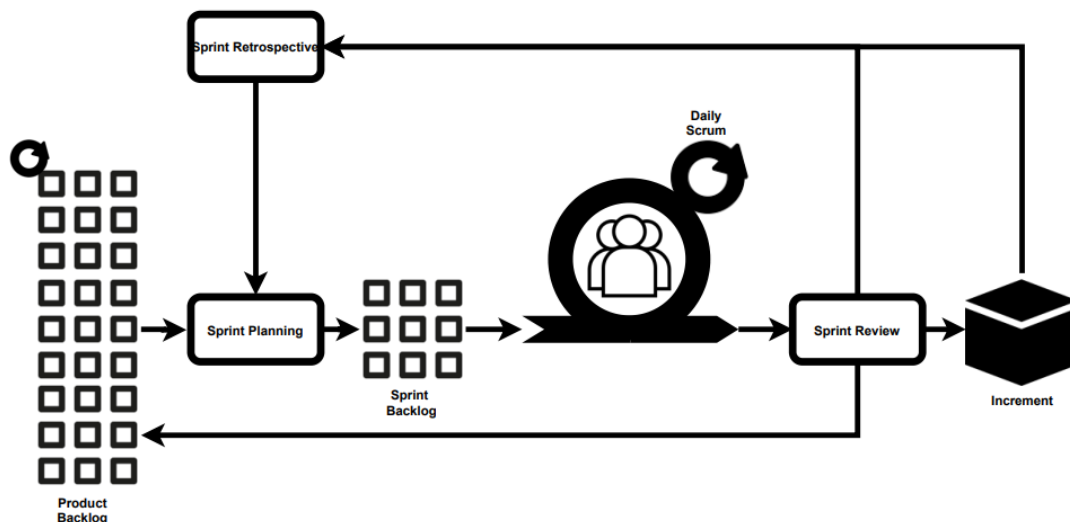 Sprint Retrospective
Daily
Scrum
Sprint Planning
Sprint Review
Sprint
Backlog
Increment
Product
Backlog